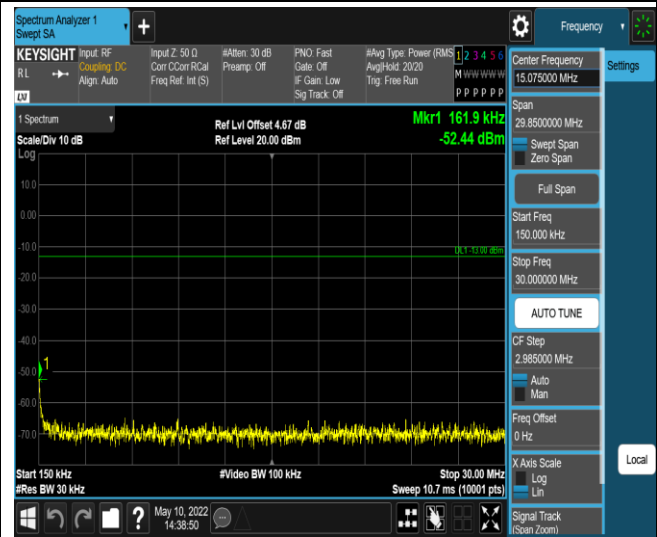 Spectrum Analyzer 1
Swept SA
+
Frequency
KEYSIGHT
RL
LXI
Input: RF
Coupling: DC
Align: Auto
Input Z: 50 Ω
Corr CCorr RCal
Freq Ref: Int (S)
#Atten: 30 dB
Preamp: Off
PNO: Fast
Gate: Off
IF Gain: Low
Sig Track: Off
#Avg Type: Power (RMS
Avg|Hold: 20/20
Trig: Free Run
1 2 3 4 5 6
M W W W W W
P P P P P P
1 Spectrum
Scale/Div 10 dB
Ref Lvl Offset 4.67 dB
Ref Level 20.00 dBm
Mkr1 161.9 kHz
-52.44 dBm
Log
10.0
0.00
-10.0
-20.0
-30.0
-40.0
-50.0
-60.0
-70.0
DL1 -13.00 dBm
1
Start 150 kHz
#Res BW 30 kHz
#Video BW 100 kHz
Stop 30.00 MHz
Sweep 10.7 ms (10001 pts)
May 10, 2022
14:38:50
Center Frequency
15.075000 MHz
Span
29.8500000 MHz
Swept Span
Zero Span
Full Span
Start Freq
150.000 kHz
Stop Freq
30.000000 MHz
AUTO TUNE
CF Step
2.985000 MHz
Auto
Man
Freq Offset
0 Hz
X Axis Scale
Log
Lin
Signal Track
(Span Zoom)
Settings
Local